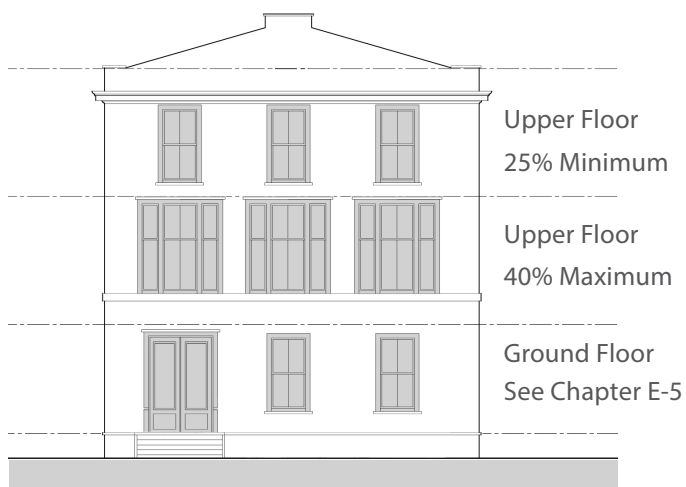 Upper Floor
25% Minimum
Upper Floor
40% Maximum
Ground Floor
See Chapter E-5